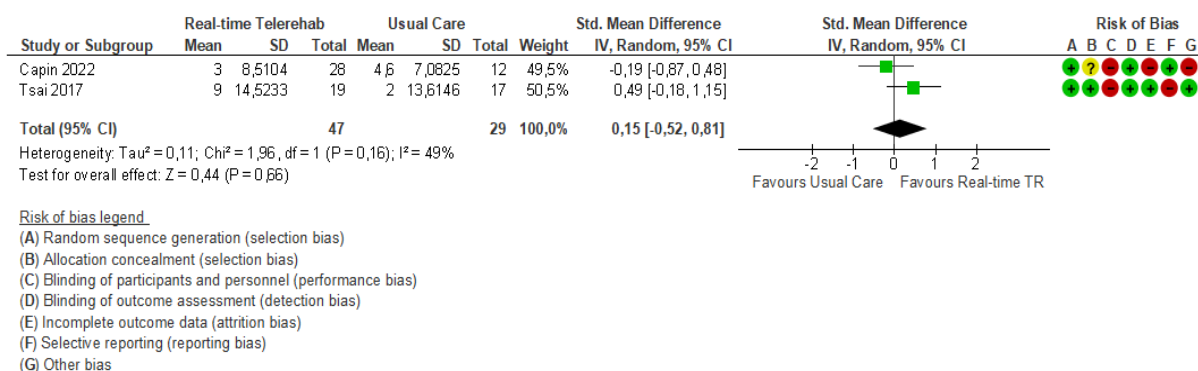 Real-time Telerehab Usual Care Std. Mean Difference Std. Mean Difference Risk of Bias
Study or Subgroup Mean SD Total Mean SD Total Weight IV, Random, 95% CI IV, Random, 95% CI A B C D E F G
Capin 2022 3 8,5104 28 4,6 7,0825 12 49,5% -0,19 [-0,87, 0,48] + ? - + - + -
Tsai 2017 9 14,5233 19 2 13,6146 17 50,5% 0,49 [-0,18, 1,15] + + - + + - +
Total (95% CI) 47 29 100,0% 0,15 [-0,52, 0,81]
Heterogeneity: Tau² = 0,11; Chi² = 1,96, df = 1 (P = 0,16); I² = 49%
Test for overall effect: Z = 0,44 (P = 0,66)
-2 -1 0 1 2
Favours Usual Care Favours Real-time TR
Risk of bias legend
(A) Random sequence generation (selection bias)
(B) Allocation concealment (selection bias)
(C) Blinding of participants and personnel (performance bias)
(D) Blinding of outcome assessment (detection bias)
(E) Incomplete outcome data (attrition bias)
(F) Selective reporting (reporting bias)
(G) Other bias